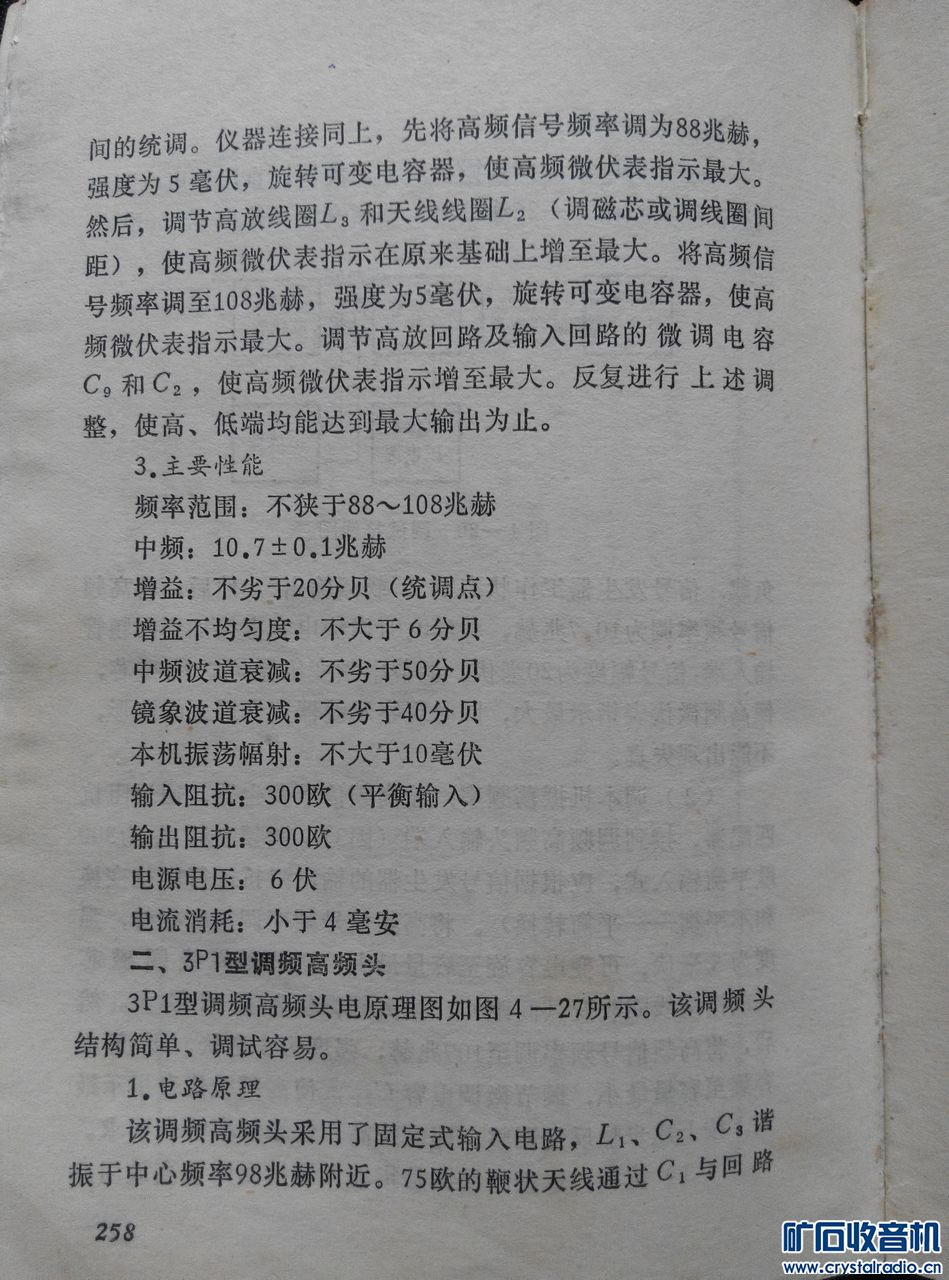 间的统调。仪器连接同上，先将高频信号频率调为88兆赫，
强度为5毫伏，旋转可变电容器，使高频微伏表指示最大。
然后，调节高放线圈L₃和天线线圈L₂（调磁芯或调线圈间
距），使高频微伏表指示在原来基础上增至最大。将高频信
号频率调至108兆赫，强度为5毫伏，旋转可变电容器，使高
频微伏表指示最大。调节高放回路及输入回路的微调电容
C₉和C₂，使高频微伏表指示增至最大。反复进行上述调
整，使高、低端均能达到最大输出为止。
3.主要性能
频率范围：不狭于88～108兆赫
中频：10.7±0.1兆赫
增益：不劣于20分贝（统调点）
增益不均匀度：不大于6分贝
中频波道衰减：不劣于50分贝
镜象波道衰减：不劣于40分贝
本机振荡幅射：不大于10毫伏
输入阻抗：300欧（平衡输入）
输出阻抗：300欧
电源电压：6伏
电流消耗：小于4毫安
二、3P1型调频高频头
3P1型调频高频头电原理图如图4—27所示。该调频头
结构简单、调试容易。
1.电路原理
该调频高频头采用了固定式输入电路，L₁、C₂、C₃谐
振于中心频率98兆赫附近。75欧的鞭状天线通过C₁与回路
258
矿石收音机
www.crystalradio.cn